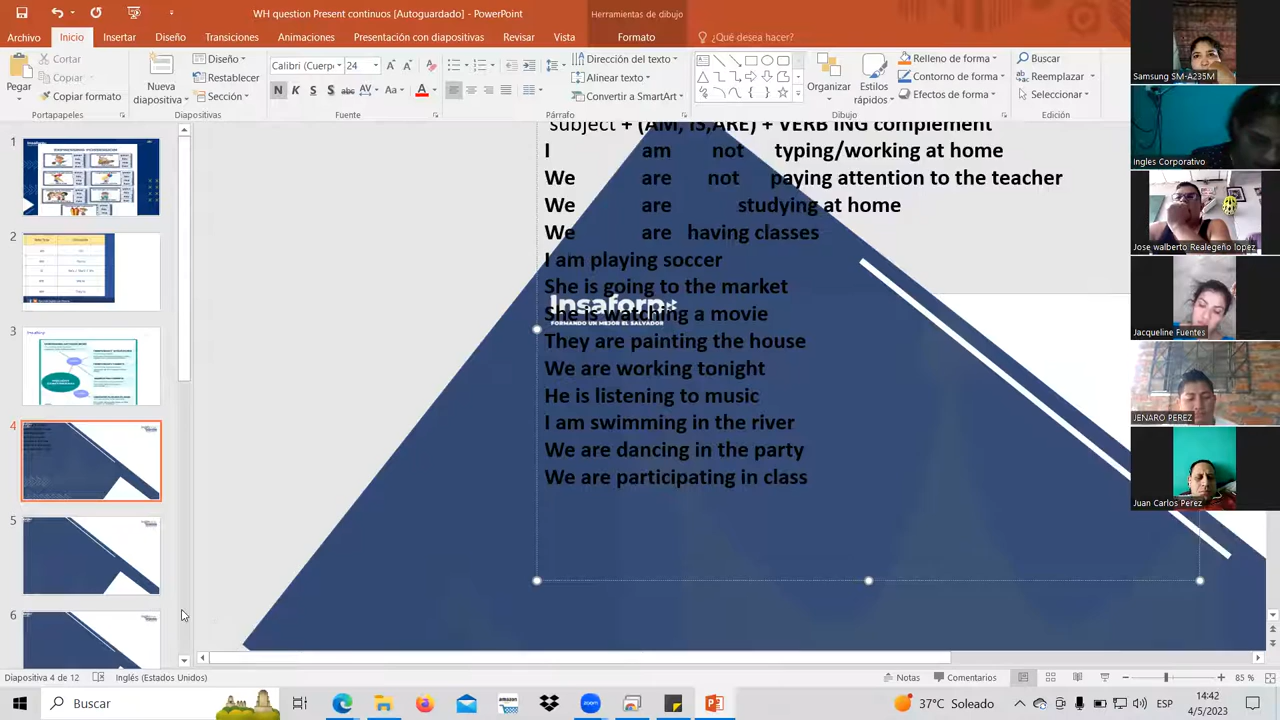 WH question Present continuos [Autoguardado] - PowerPoint
Herramientas de dibujo
Archivo
Inicio
Insertar
Diseño
Transiciones
Animaciones
Presentación con diapositivas
Revisar
Vista
Formato
¿Qué desea hacer?
Pegar
Cortar
Copiar
Copiar formato
Portapapeles
Nueva diapositiva
Diseño
Restablecer
Sección
Diapositivas
Calibri (Cuerpo)
24
N K S S abc AV Aa A
Fuente
Dirección del texto
Alinear texto
Convertir a SmartArt
Párrafo
Organizar
Estilos rápidos
Relleno de forma
Contorno de forma
Efectos de forma
Dibujo
Buscar
Reemplazar
Seleccionar
Edición
1
2
3
4
5
6
subject + (AM, IS,ARE) + VERB ING complement
I am not typing/working at home
We are not paying attention to the teacher
We are studying at home
We are having classes
I am playing soccer
She is going to the market
Insaforp
She is watching a movie
FORMANDO UN MEJOR EL SALVADOR
They are painting the house
We are working tonight
He is listening to music
I am swimming in the river
We are dancing in the party
We are participating in class
Samsung SM-A235M
Ingles Corporativo
Jose walberto Realegeño lopez
Jacqueline Fuentes
JENARO PEREZ
Juan Carlos Perez
Diapositiva 4 de 12
Inglés (Estados Unidos)
Notas
Comentarios
85 %
Buscar
amazon
zoom
37°C Soleado
ESP
14:42
4/5/2023